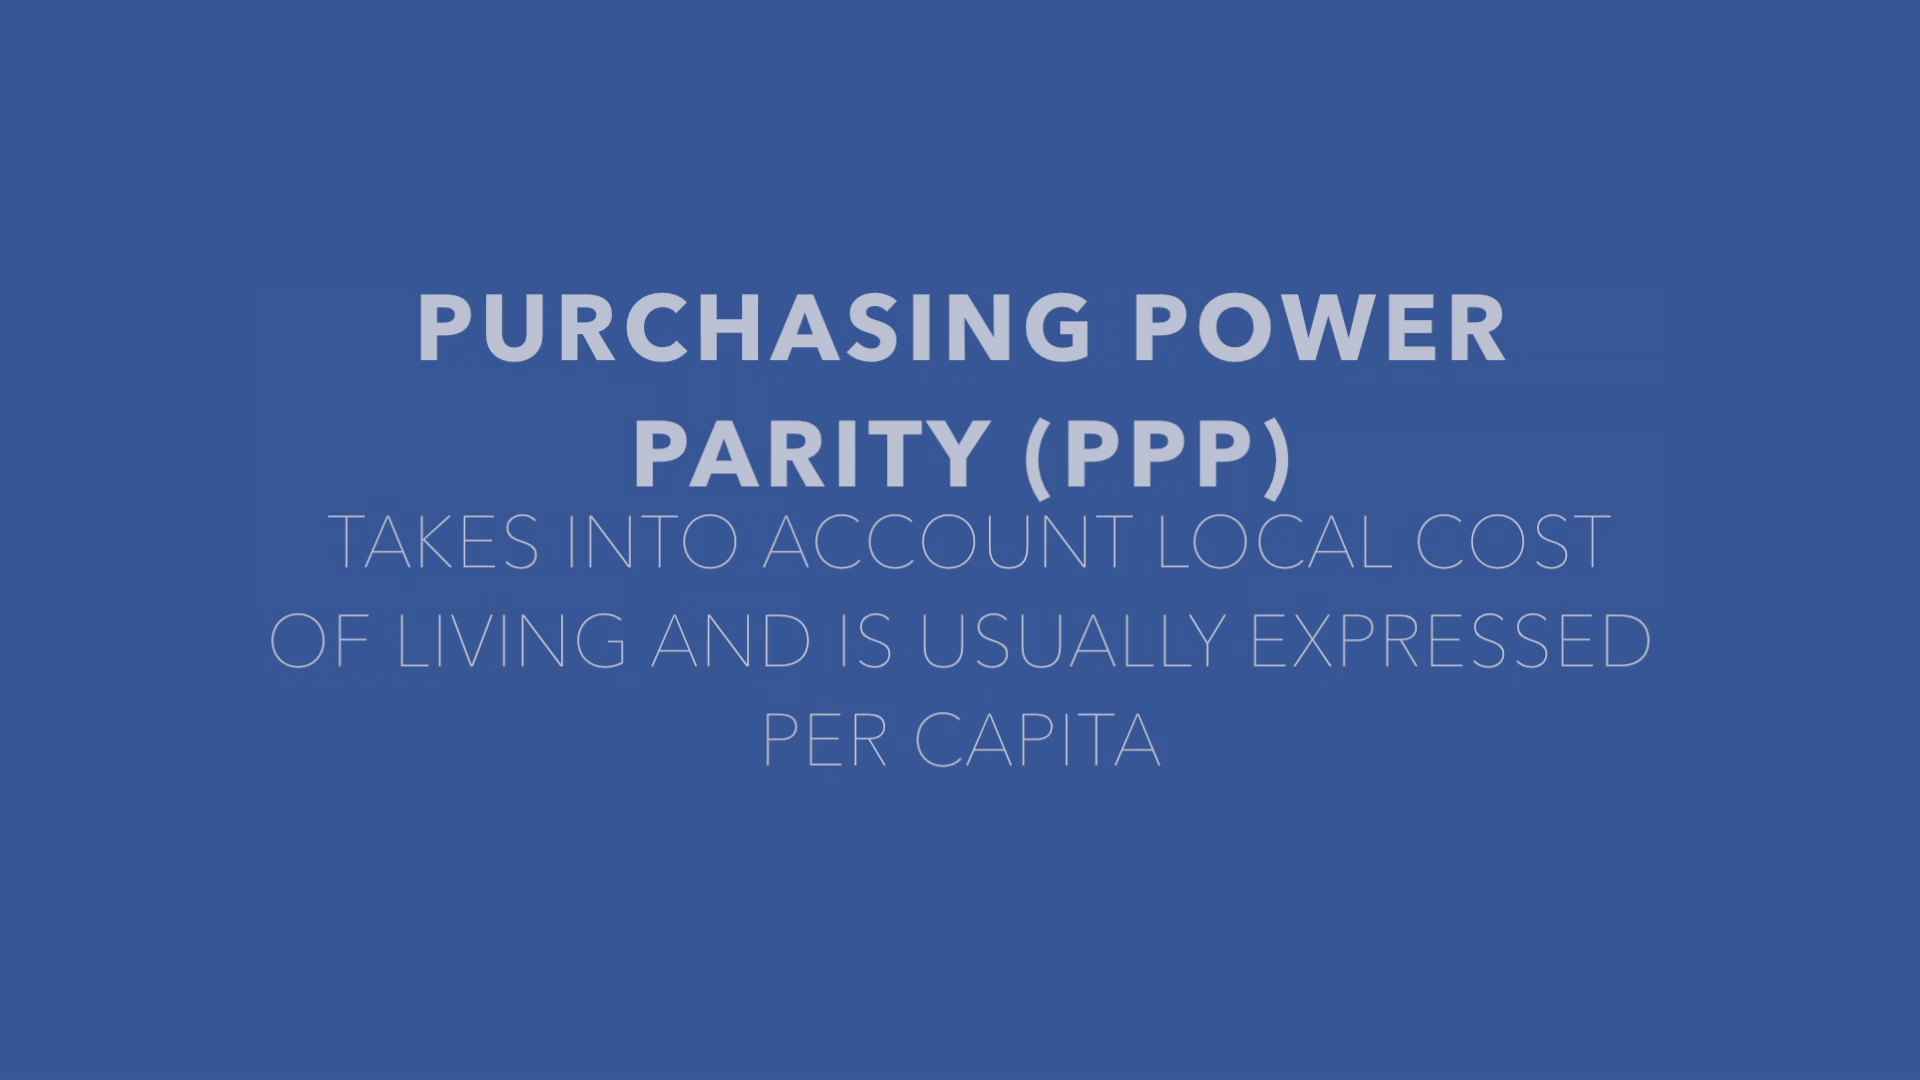 PURCHASING POWER
PARITY (PPP)
TAKES INTO ACCOUNT LOCAL COST
OF LIVING AND IS USUALLY EXPRESSED
PER CAPITA